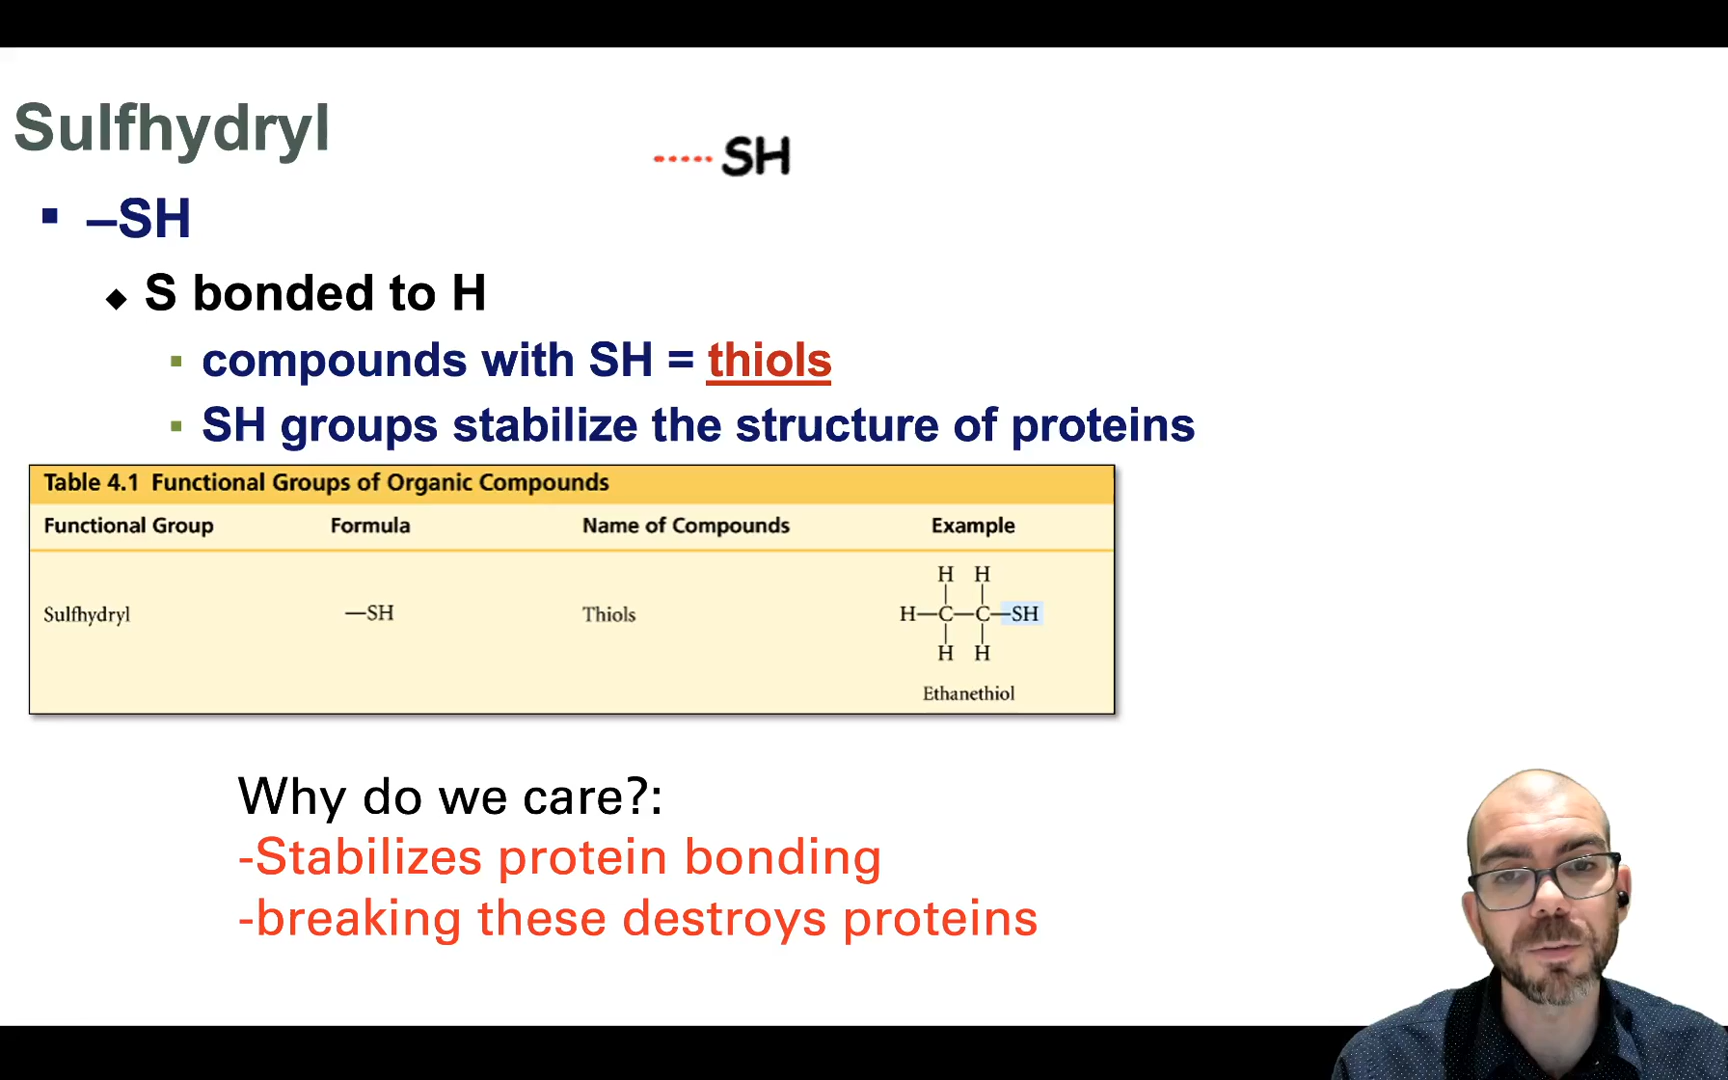 Sulfhydryl
SH
–SH
S bonded to H
compounds with SH = thiols
SH groups stabilize the structure of proteins
Table 4.1 Functional Groups of Organic Compounds
Functional Group Formula Name of Compounds Example
H H
Sulfhydryl —SH Thiols H—C—C—SH
H H
Ethanethiol
Why do we care?:
-Stabilizes protein bonding
-breaking these destroys proteins